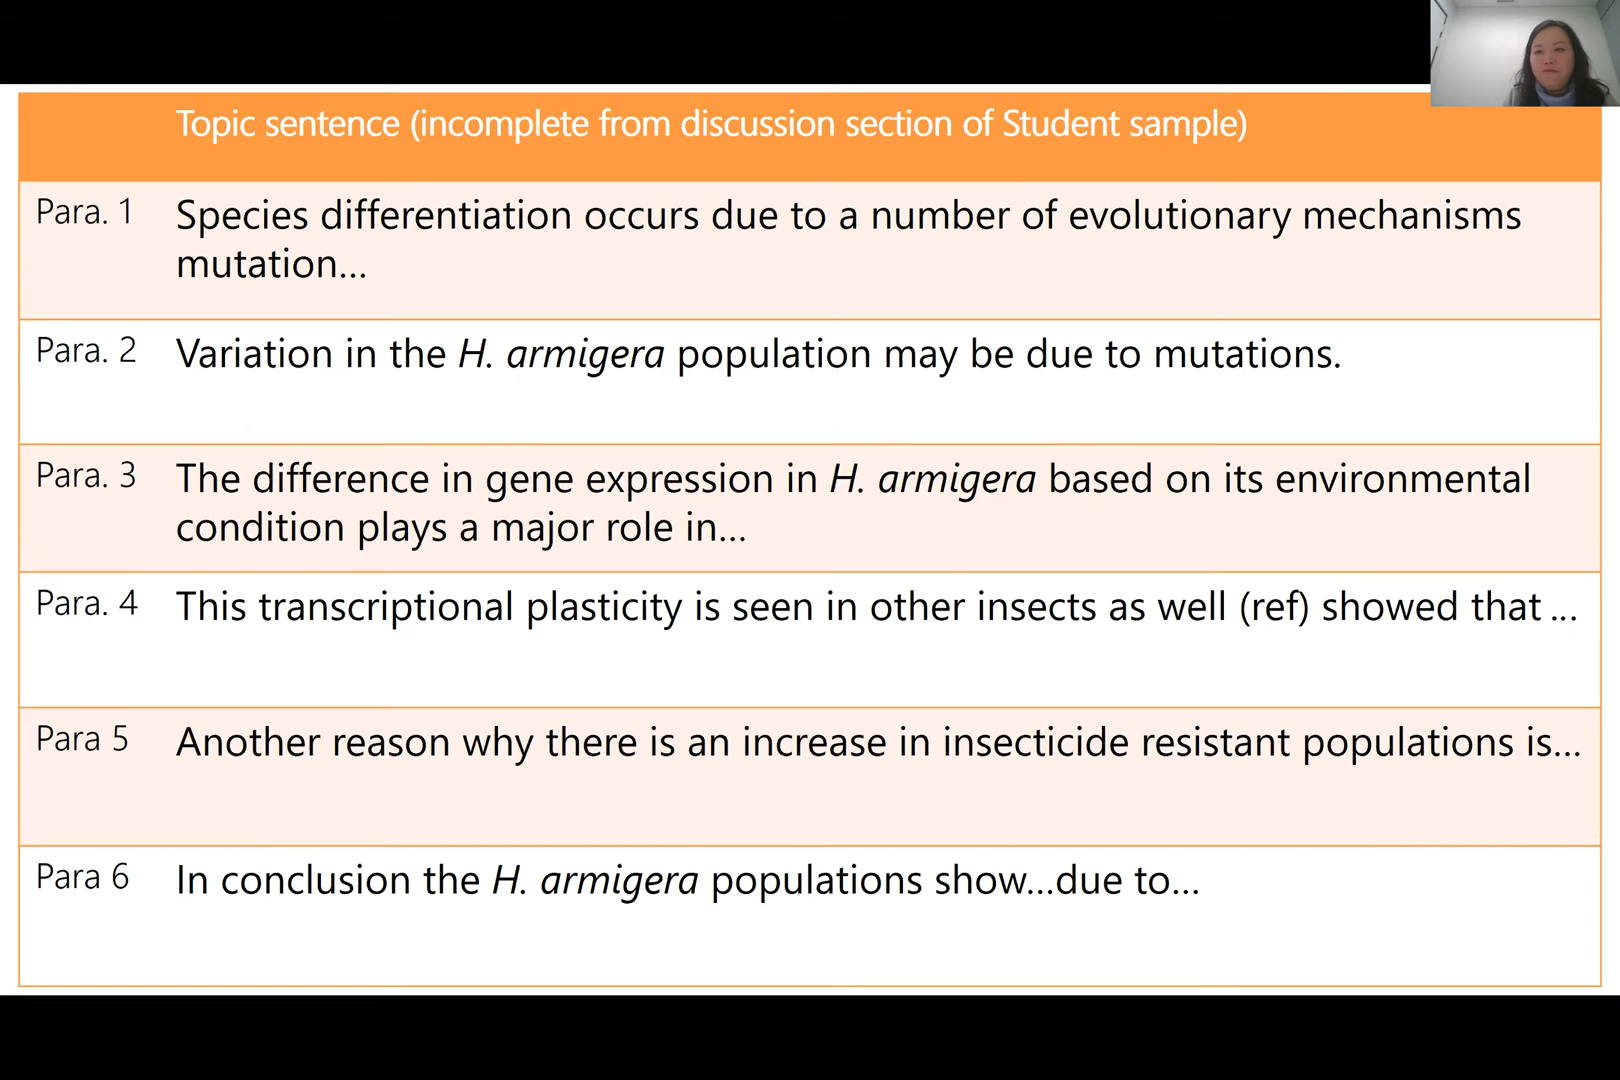 Topic sentence (incomplete from discussion section of Student sample)
Para. 1
Species differentiation occurs due to a number of evolutionary mechanisms
mutation...
Para. 2
Variation in the H. armigera population may be due to mutations.
Para. 3
The difference in gene expression in H. armigera based on its environmental
condition plays a major role in...
Para. 4
This transcriptional plasticity is seen in other insects as well (ref) showed that ...
Para 5
Another reason why there is an increase in insecticide resistant populations is...
Para 6
In conclusion the H. armigera populations show...due to...